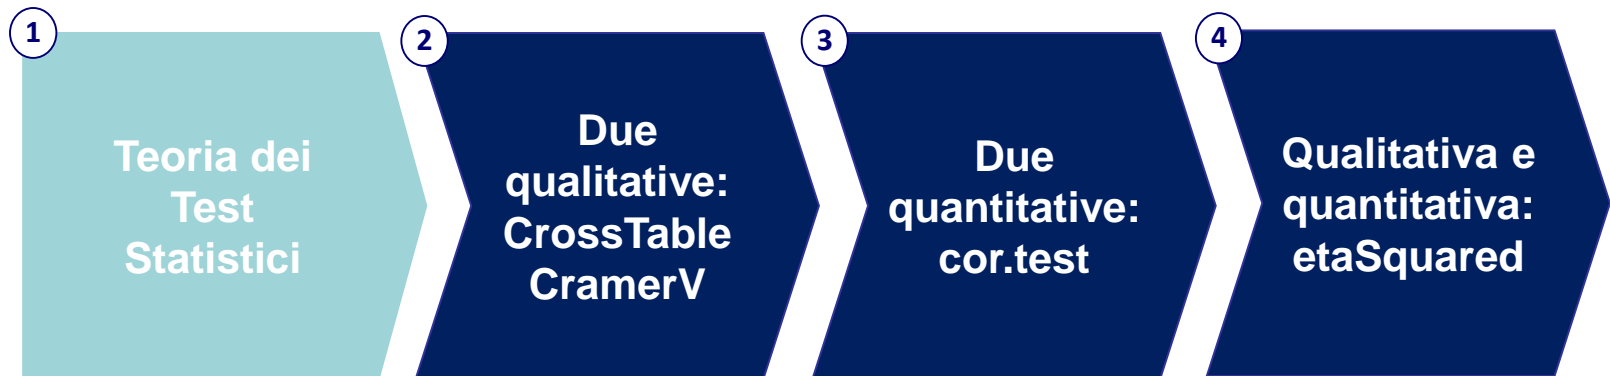 1
Teoria dei
Test
Statistici
2
Due
qualitative:
CrossTable
CramerV
3
Due
quantitative:
cor.test
4
Qualitativa e
quantitativa:
etaSquared